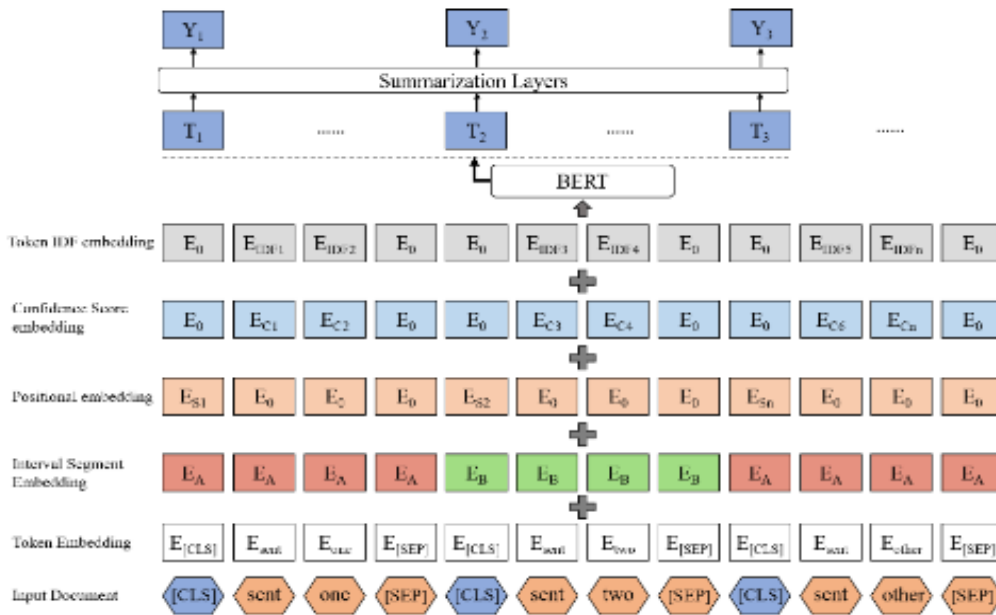 Y1 Y2 Y3
Summarization Layers
T1 ...... T2 ...... T3 ......
BERT
Token IDF embedding E0 EIDF1 EIDF2 E0 E0 EIDF3 EIDF4 E0 E0 EIDF5 EIDFn E0
Confidence Score
embedding E0 EC1 EC2 E0 E0 EC3 EC4 E0 E0 EC6 ECn E0
Positional embedding ES1 E0 E0 E0 ES2 E0 E0 E0 ESn E0 E0 E0
Interval Segment
Embedding EA EA EA EA EB EB EB EB EA EA EA EA
Token Embedding E[CLS] Esent Eone E[SEP] E[CLS] Esent Etwo E[SEP] E[CLS] Esent Eother E[SEP]
Input Document [CLS] sent one [SEP] [CLS] sent two [SEP] [CLS] sent other [SEP]